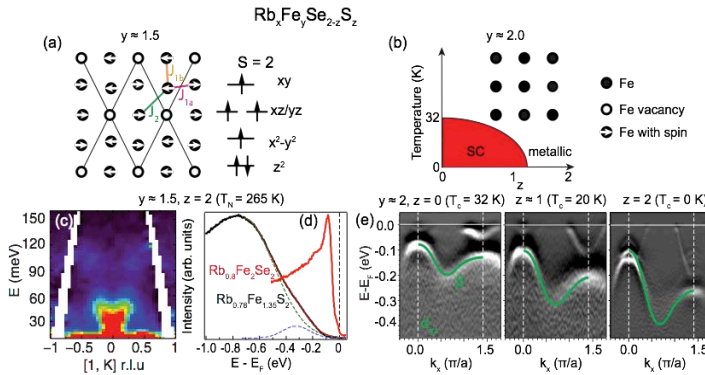 RbxFeySe2-zSz
(a) y ≈ 1.5
S = 2
J1b
J1a
J2
xy
xz/yz
x²-y²
z²
(b) y ≈ 2.0
Temperature (K)
32
0
SC
metallic
0 1 2
z
Fe
Fe vacancy
Fe with spin
y ≈ 1.5, z = 2 (TN = 265 K)
(c)
E (meV)
150
120
90
60
30
-1 0 1
[1, K] r.l.u
(d)
Intensity (arb. units)
Rb0.8Fe2Se2
Rb0.78Fe1.35S2
-1.0 -0.8 -0.6 -0.4 -0.2 0
E - EF (eV)
y ≈ 2, z = 0 (Tc = 32 K) z ≈ 1 (Tc = 20 K) z = 2 (Tc = 0 K)
(e)
E-EF (eV)
0.0
-0.1
-0.2
-0.3
-0.4
β
0.0 1.5 0.0 1.5 0.0 1.5
kx (π/a) kx (π/a) kx (π/a)